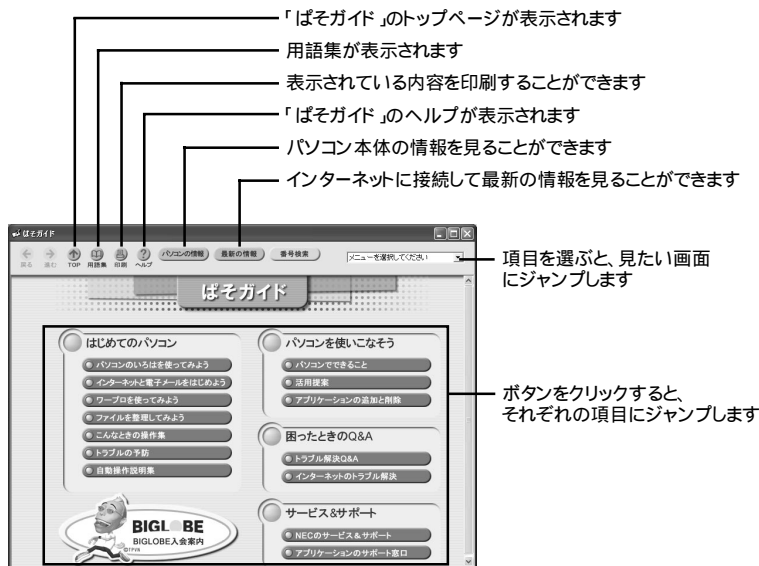 「ぱそガイド」のトップページが表示されます
用語集が表示されます
表示されている内容を印刷することができます
「ぱそガイド」のヘルプが表示されます
パソコン本体の情報を見ることができます
インターネットに接続して最新の情報を見ることができます
ぱそガイド
戻る 進む TOP 用語集 印刷 ヘルプ パソコンの情報 最新の情報 番号検索 メニューを選択してください
項目を選ぶと、見たい画面
にジャンプします
ぱそガイド
はじめてのパソコン
パソコンのいろはを使ってみよう
インターネットと電子メールをはじめよう
ワープロを使ってみよう
ファイルを整理してみよう
こんなときの操作集
トラブルの予防
自動操作説明集
BIGLOBE
BIGLOBE入会案内
パソコンを使いこなそう
パソコンでできること
活用提案
アプリケーションの追加と削除
困ったときのQ&A
トラブル解決Q&A
インターネットのトラブル解決
サービス&サポート
NECのサービス&サポート
アプリケーションのサポート窓口
ボタンをクリックすると、
それぞれの項目にジャンプします